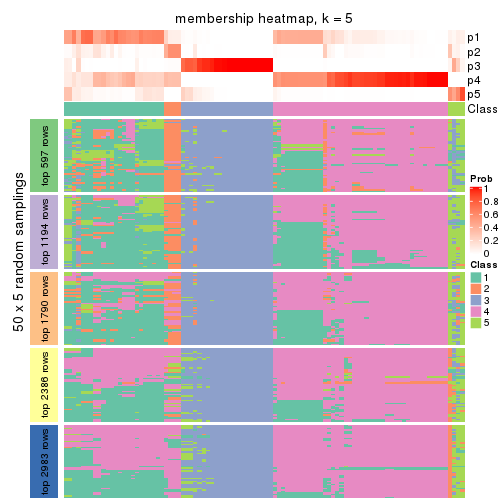 membership heatmap, k = 5
p1
p2
p3
p4
p5
Class
50 x 5 random samplings
top 597 rows
top 1194 rows
top 1790 rows
top 2386 rows
top 2983 rows
Prob
1
0.8
0.6
0.4
0.2
0
Class
1
2
3
4
5